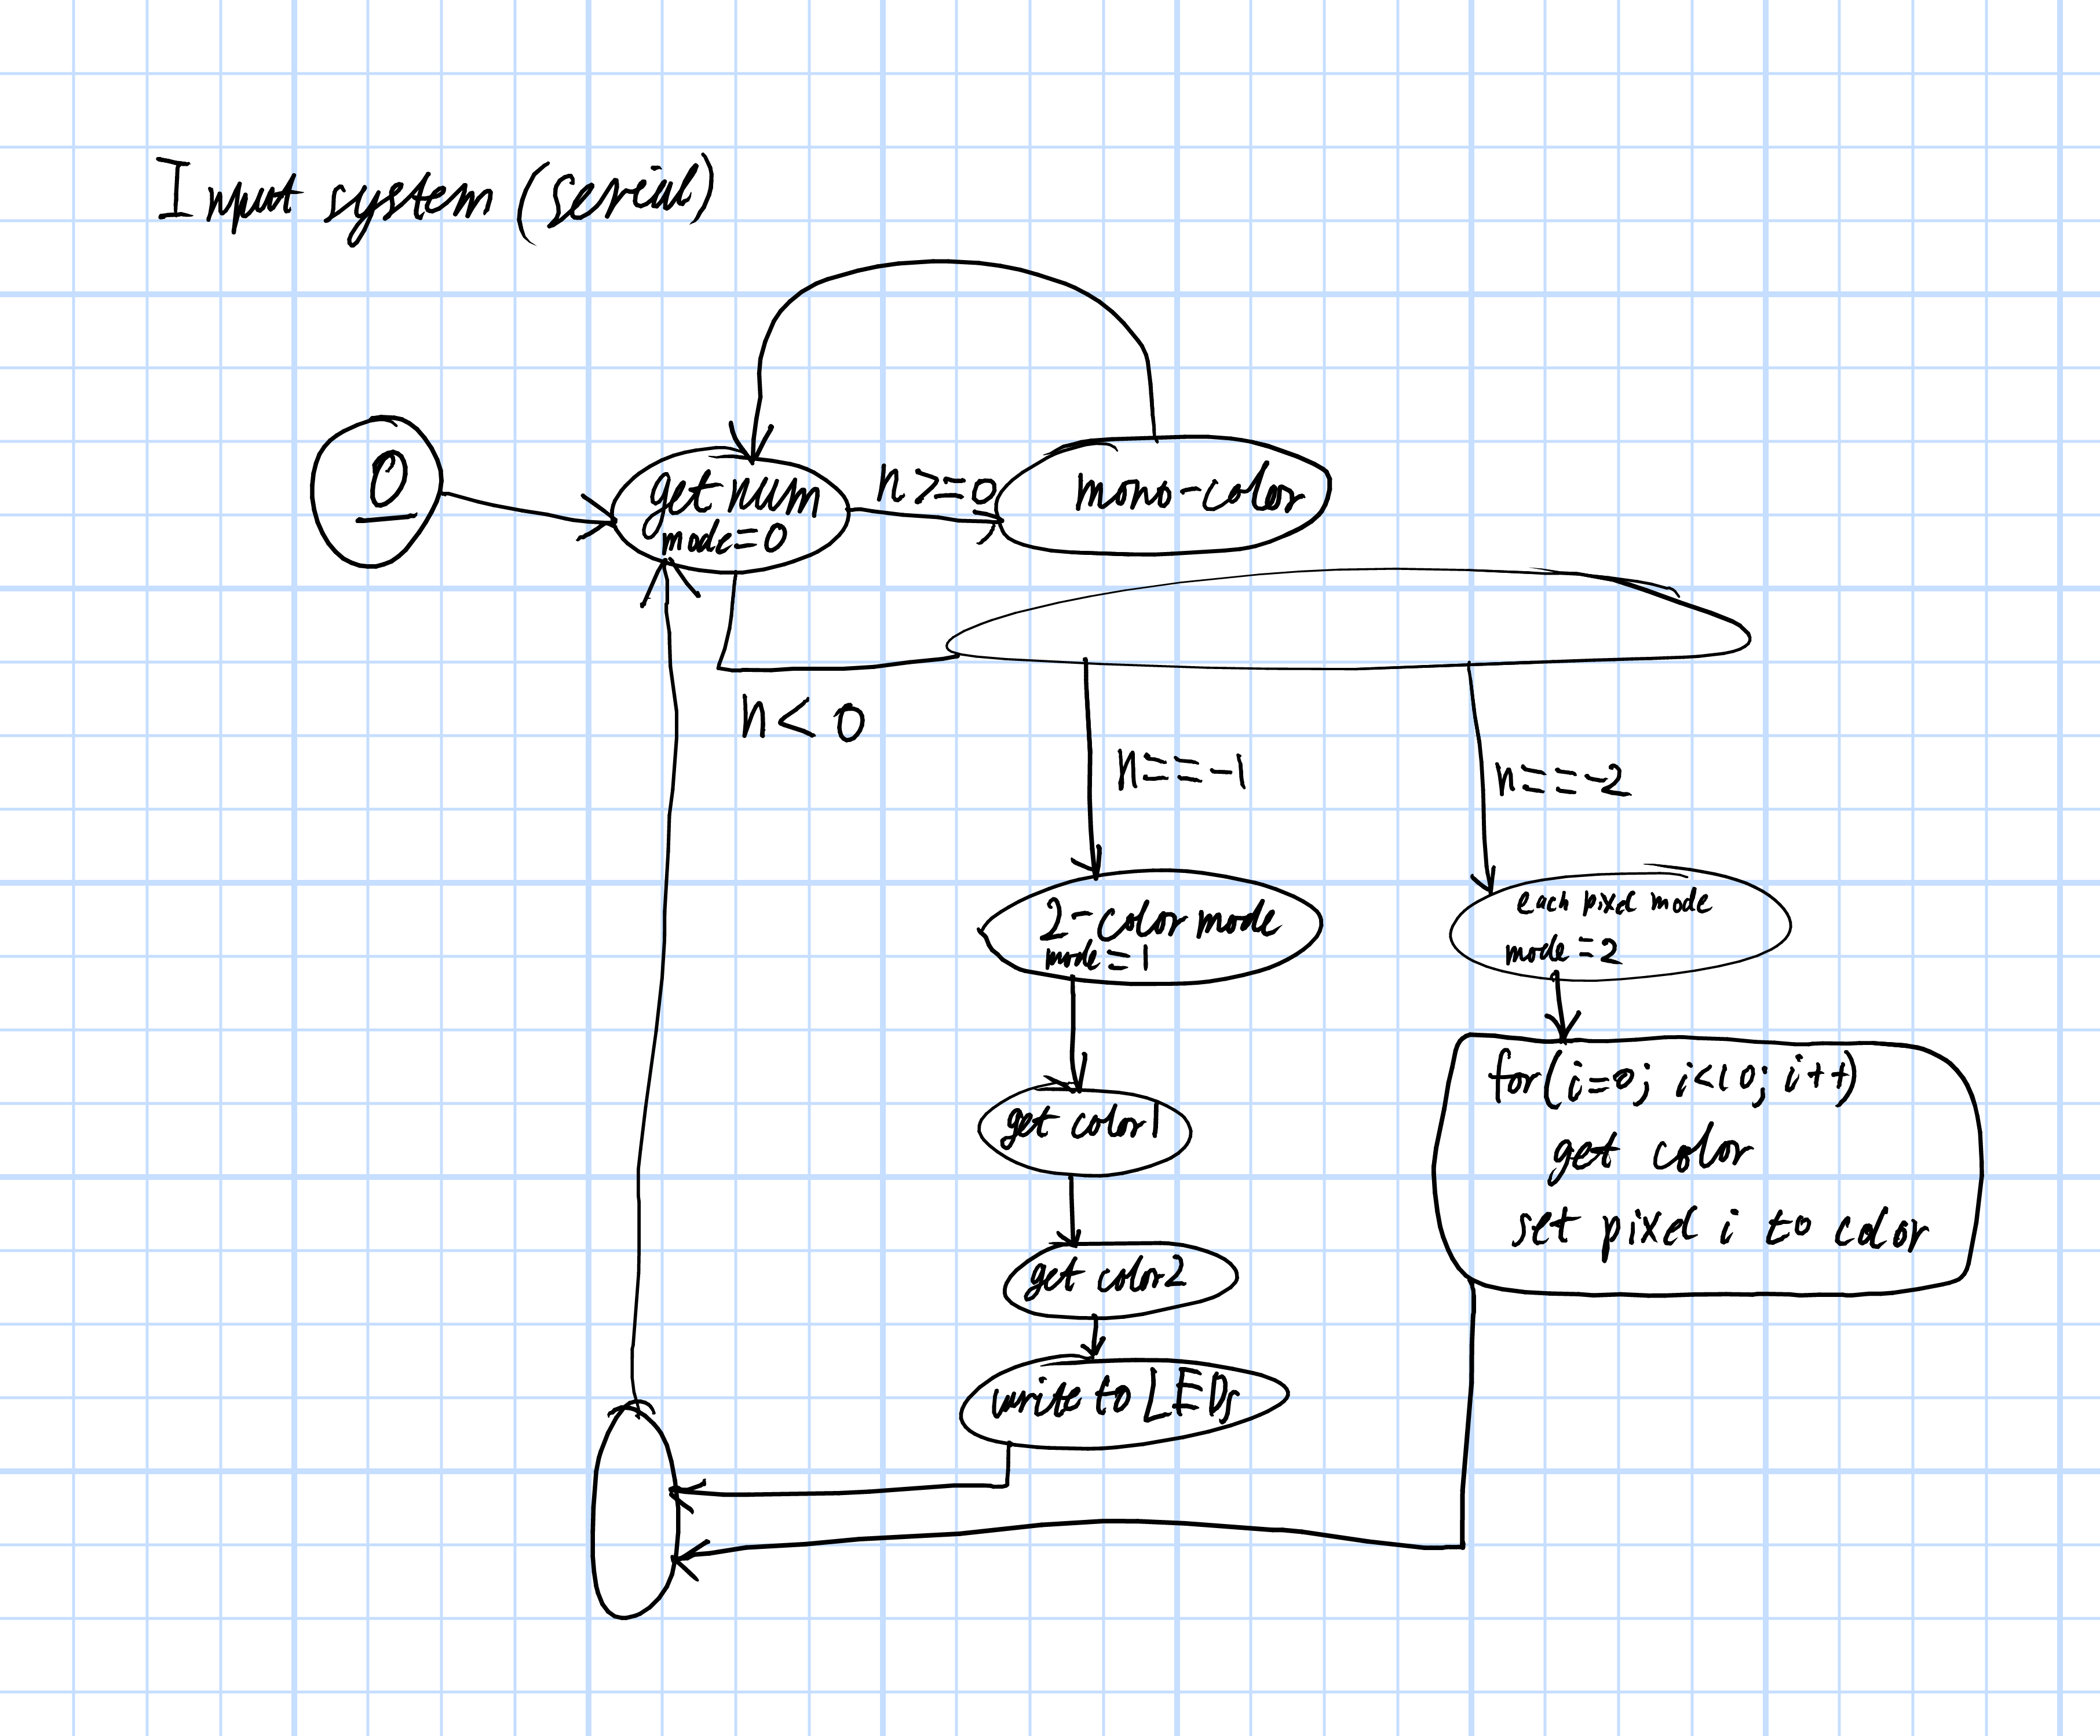 Input system (serial)
0
get num
mode=0
n>=0
mono-color
n<0
n==-1
n==-2
2-color mode
mode=1
each pixel mode
mode=2
get color1
get color2
write to LEDs
for(i=0; i<10; i++)
get color
set pixel i to color